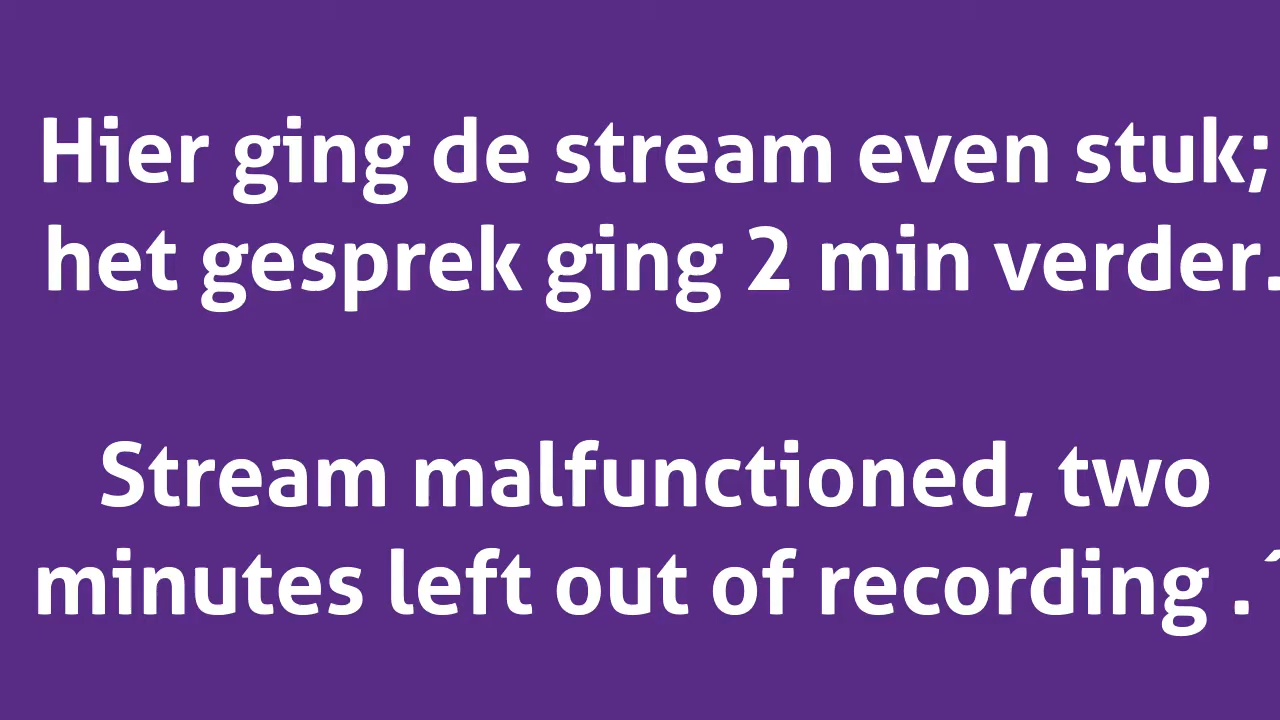 Hier ging de stream even stuk;
het gesprek ging 2 min verder.
Stream malfunctioned, two
minutes left out of recording .